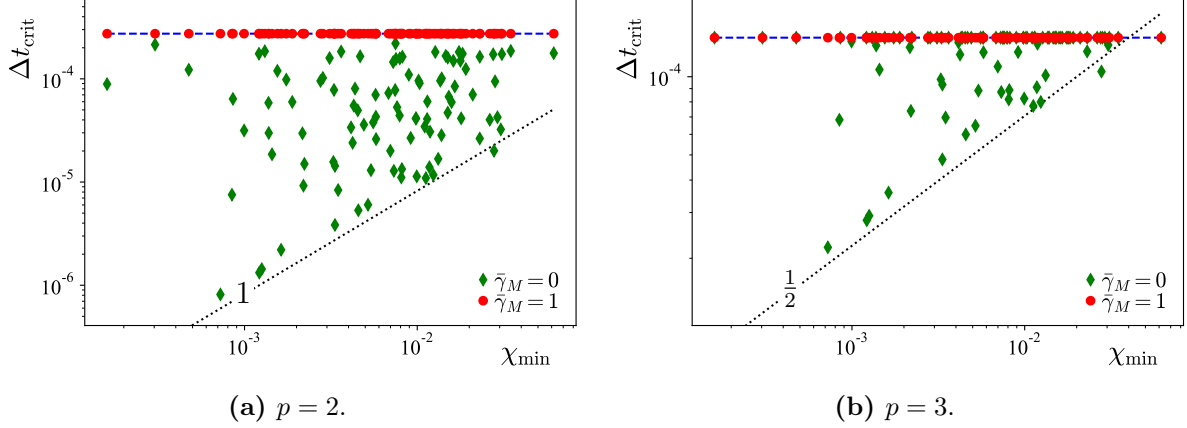 Δt_crit
10^-4
10^-5
10^-6
1
γ̄_M = 0
γ̄_M = 1
10^-3
10^-2
χ_min
(a) p = 2.
Δt_crit
10^-4
1/2
γ̄_M = 0
γ̄_M = 1
10^-3
10^-2
χ_min
(b) p = 3.